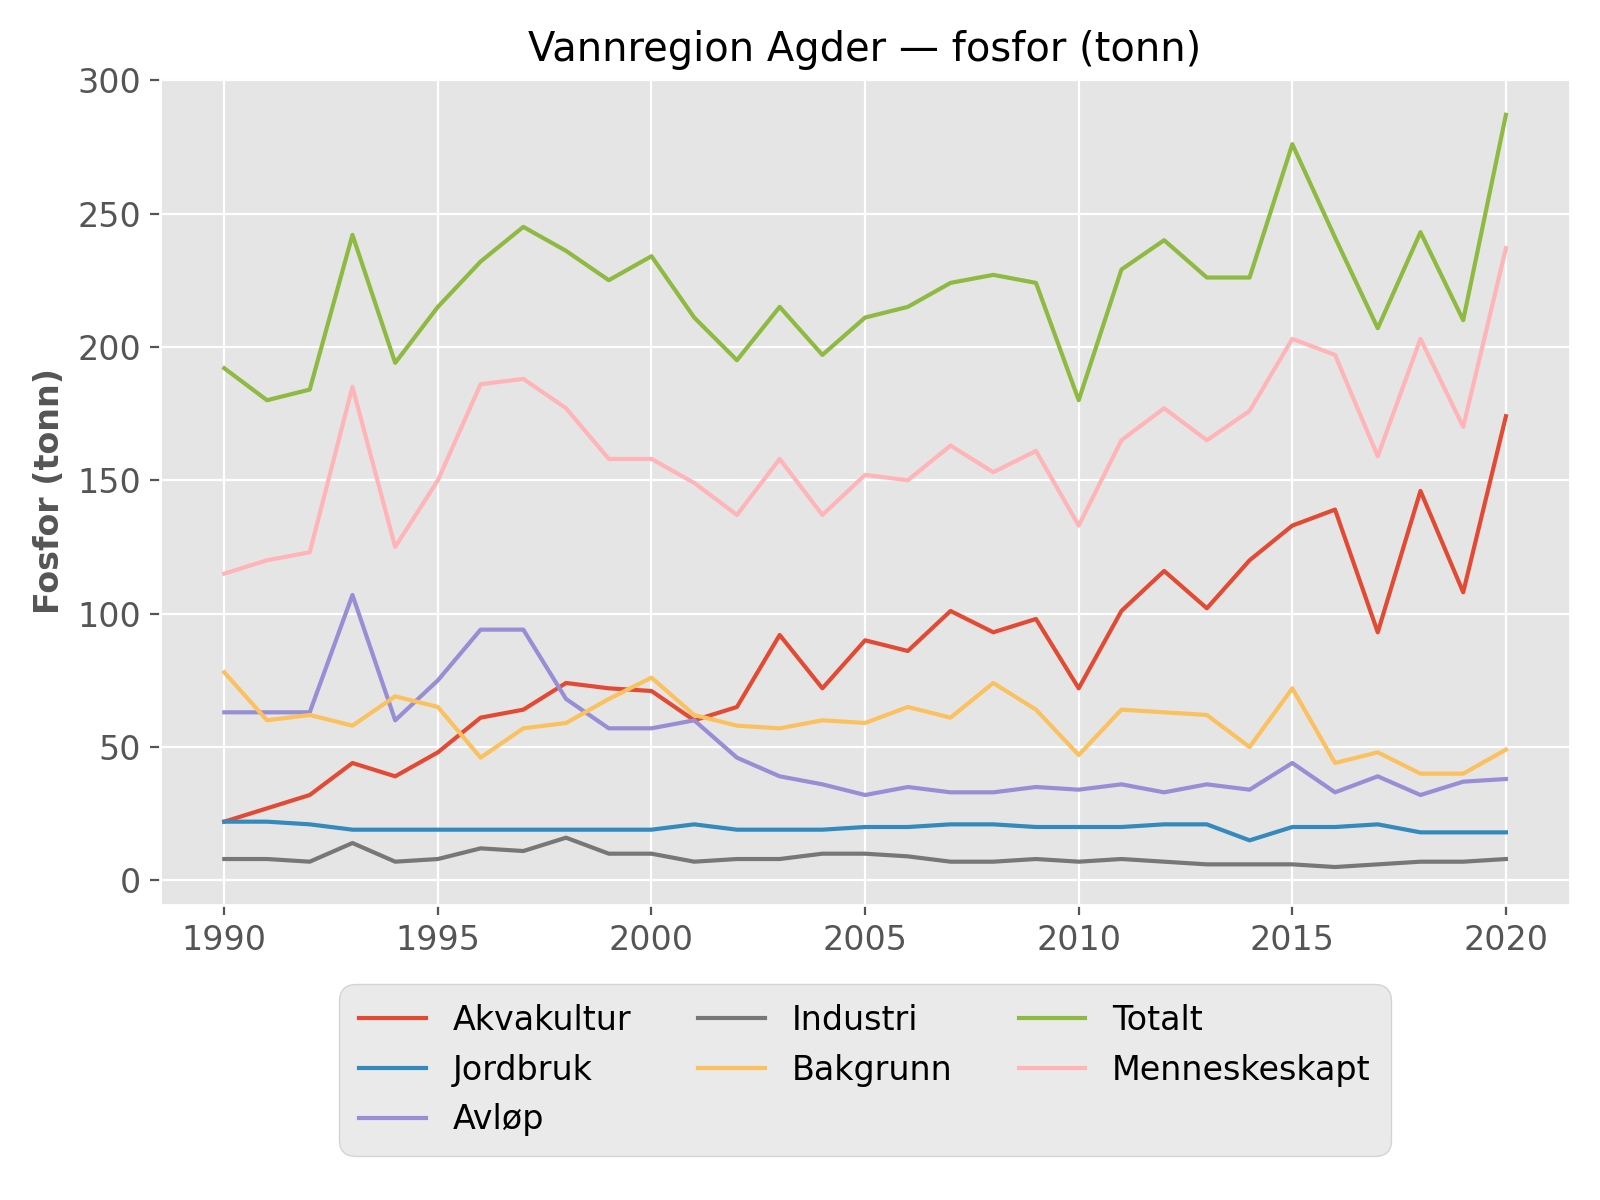 Vannregion Agder — fosfor (tonn)
300
250
200
150
100
50
0
Fosfor (tonn)
1990 1995 2000 2005 2010 2015 2020
Akvakultur Industri Totalt
Jordbruk Bakgrunn Menneskeskapt
Avløp